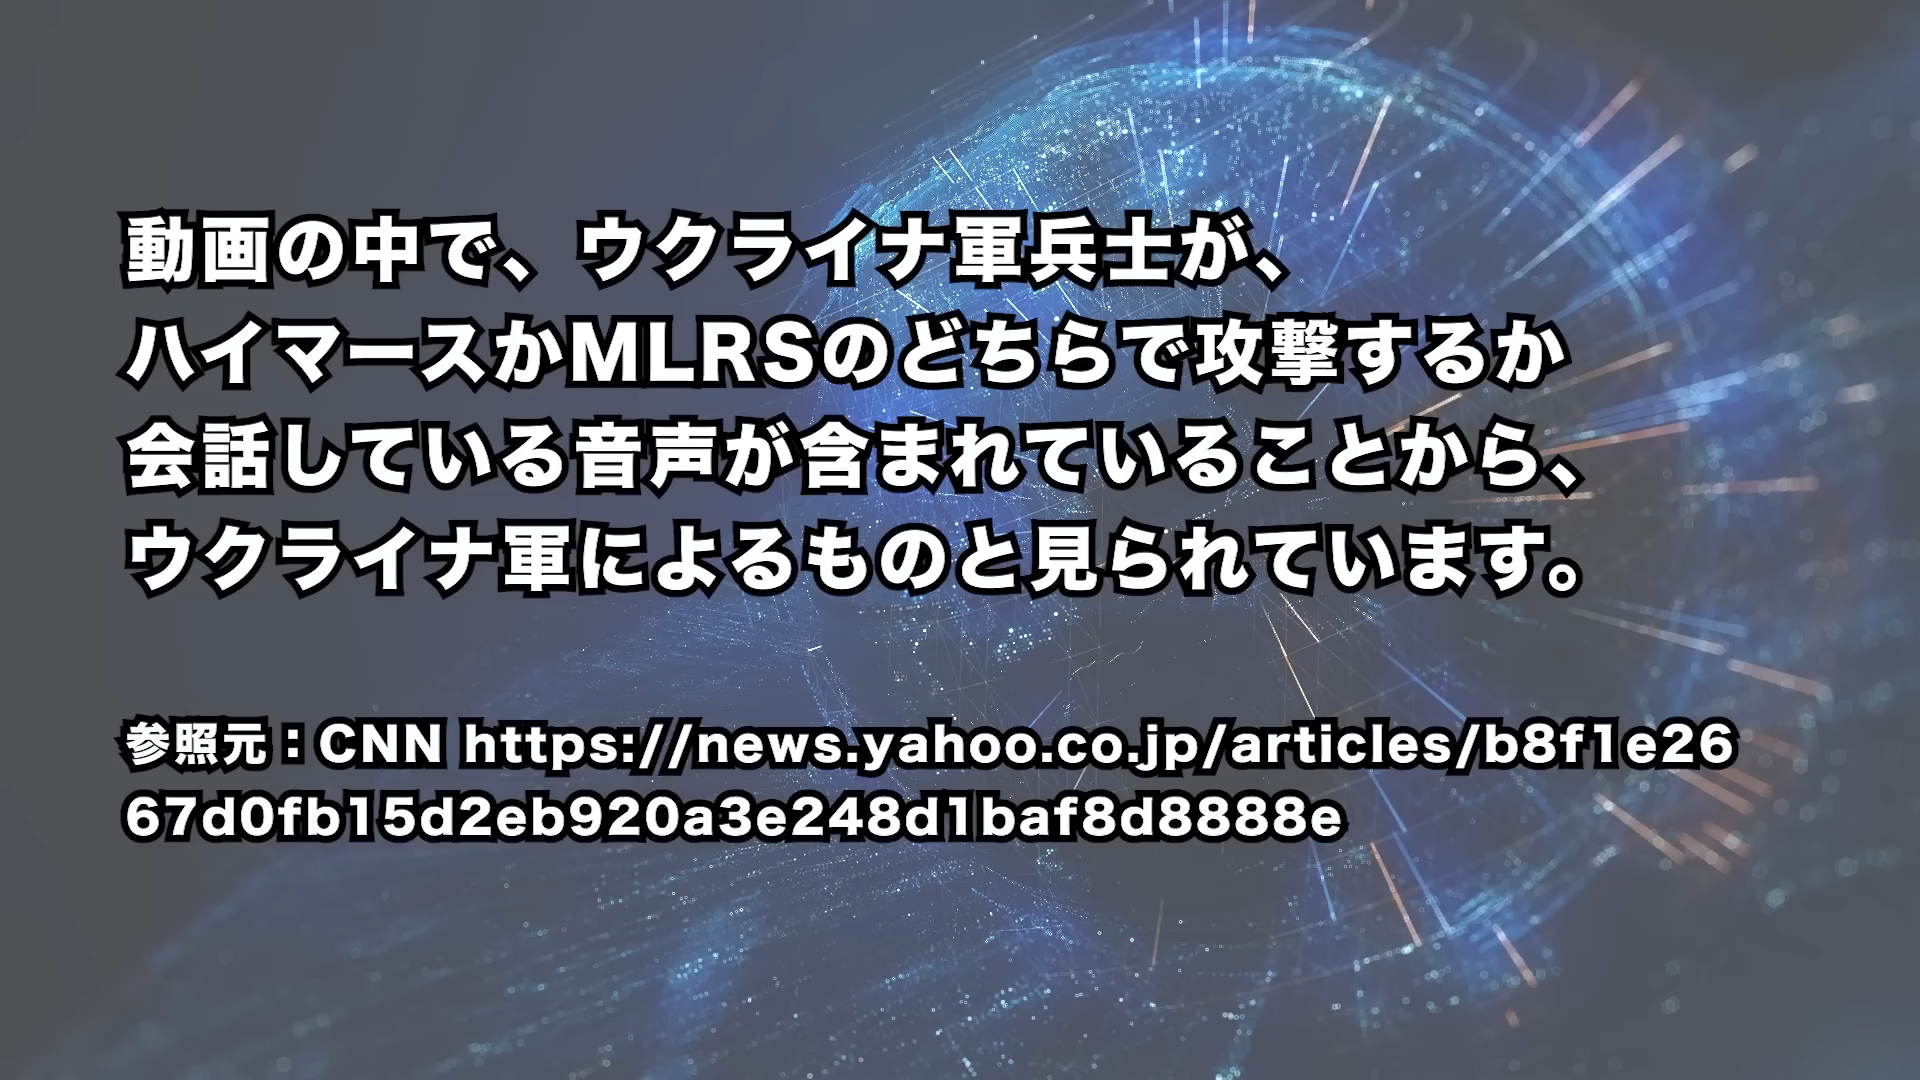 動画の中で、ウクライナ軍兵士が、
ハイマースかMLRSのどちらで攻撃するか
会話している音声が含まれていることから、
ウクライナ軍によるものと見られています。
参照元：CNN https://news.yahoo.co.jp/articles/b8f1e26
67d0fb15d2eb920a3e248d1baf8d8888e